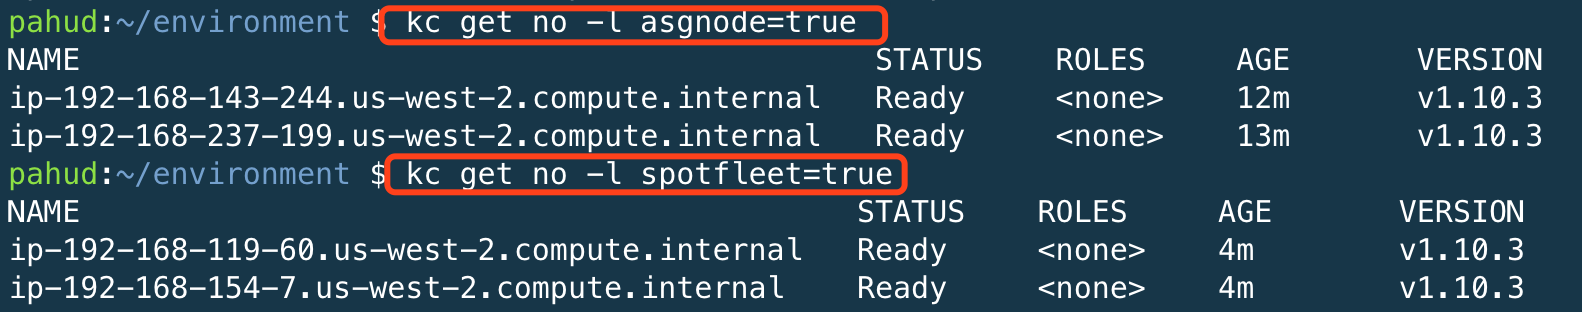 pahud:~/environment $ kc get no -l asgnode=true
NAME STATUS ROLES AGE VERSION
ip-192-168-143-244.us-west-2.compute.internal Ready <none> 12m v1.10.3
ip-192-168-237-199.us-west-2.compute.internal Ready <none> 13m v1.10.3
pahud:~/environment $ kc get no -l spotfleet=true
NAME STATUS ROLES AGE VERSION
ip-192-168-119-60.us-west-2.compute.internal Ready <none> 4m v1.10.3
ip-192-168-154-7.us-west-2.compute.internal Ready <none> 4m v1.10.3